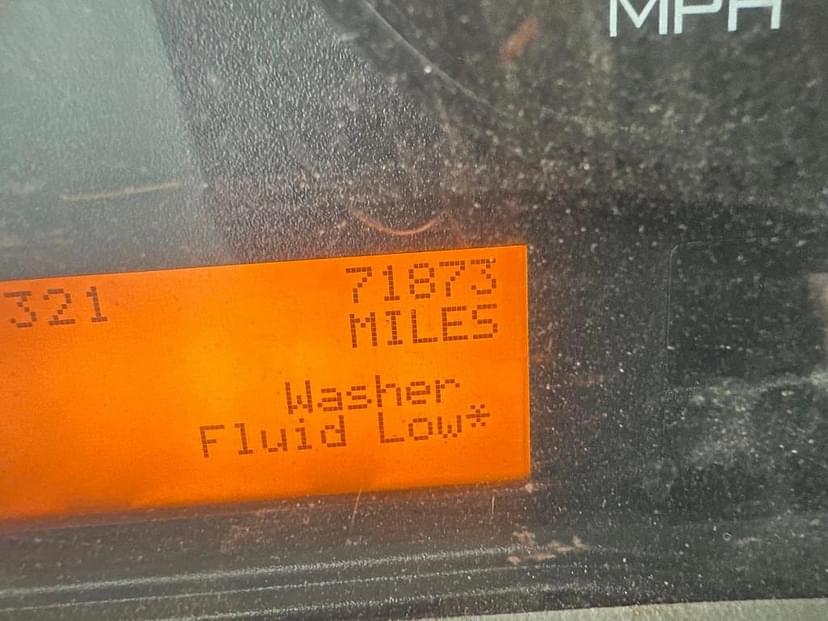 MPH
321 71873
MILES
Washer
Fluid Low*